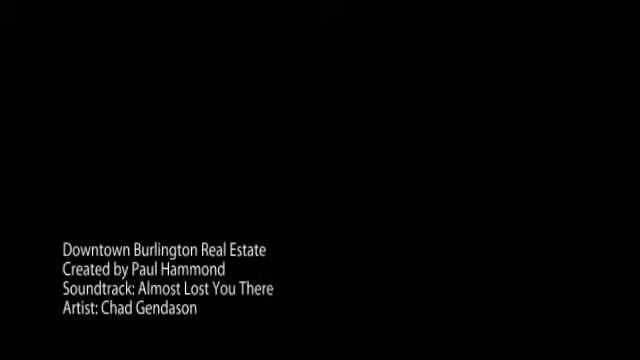 Downtown Burlington Real Estate
Created by Paul Hammond
Soundtrack: Almost Lost You There
Artist: Chad Gendason